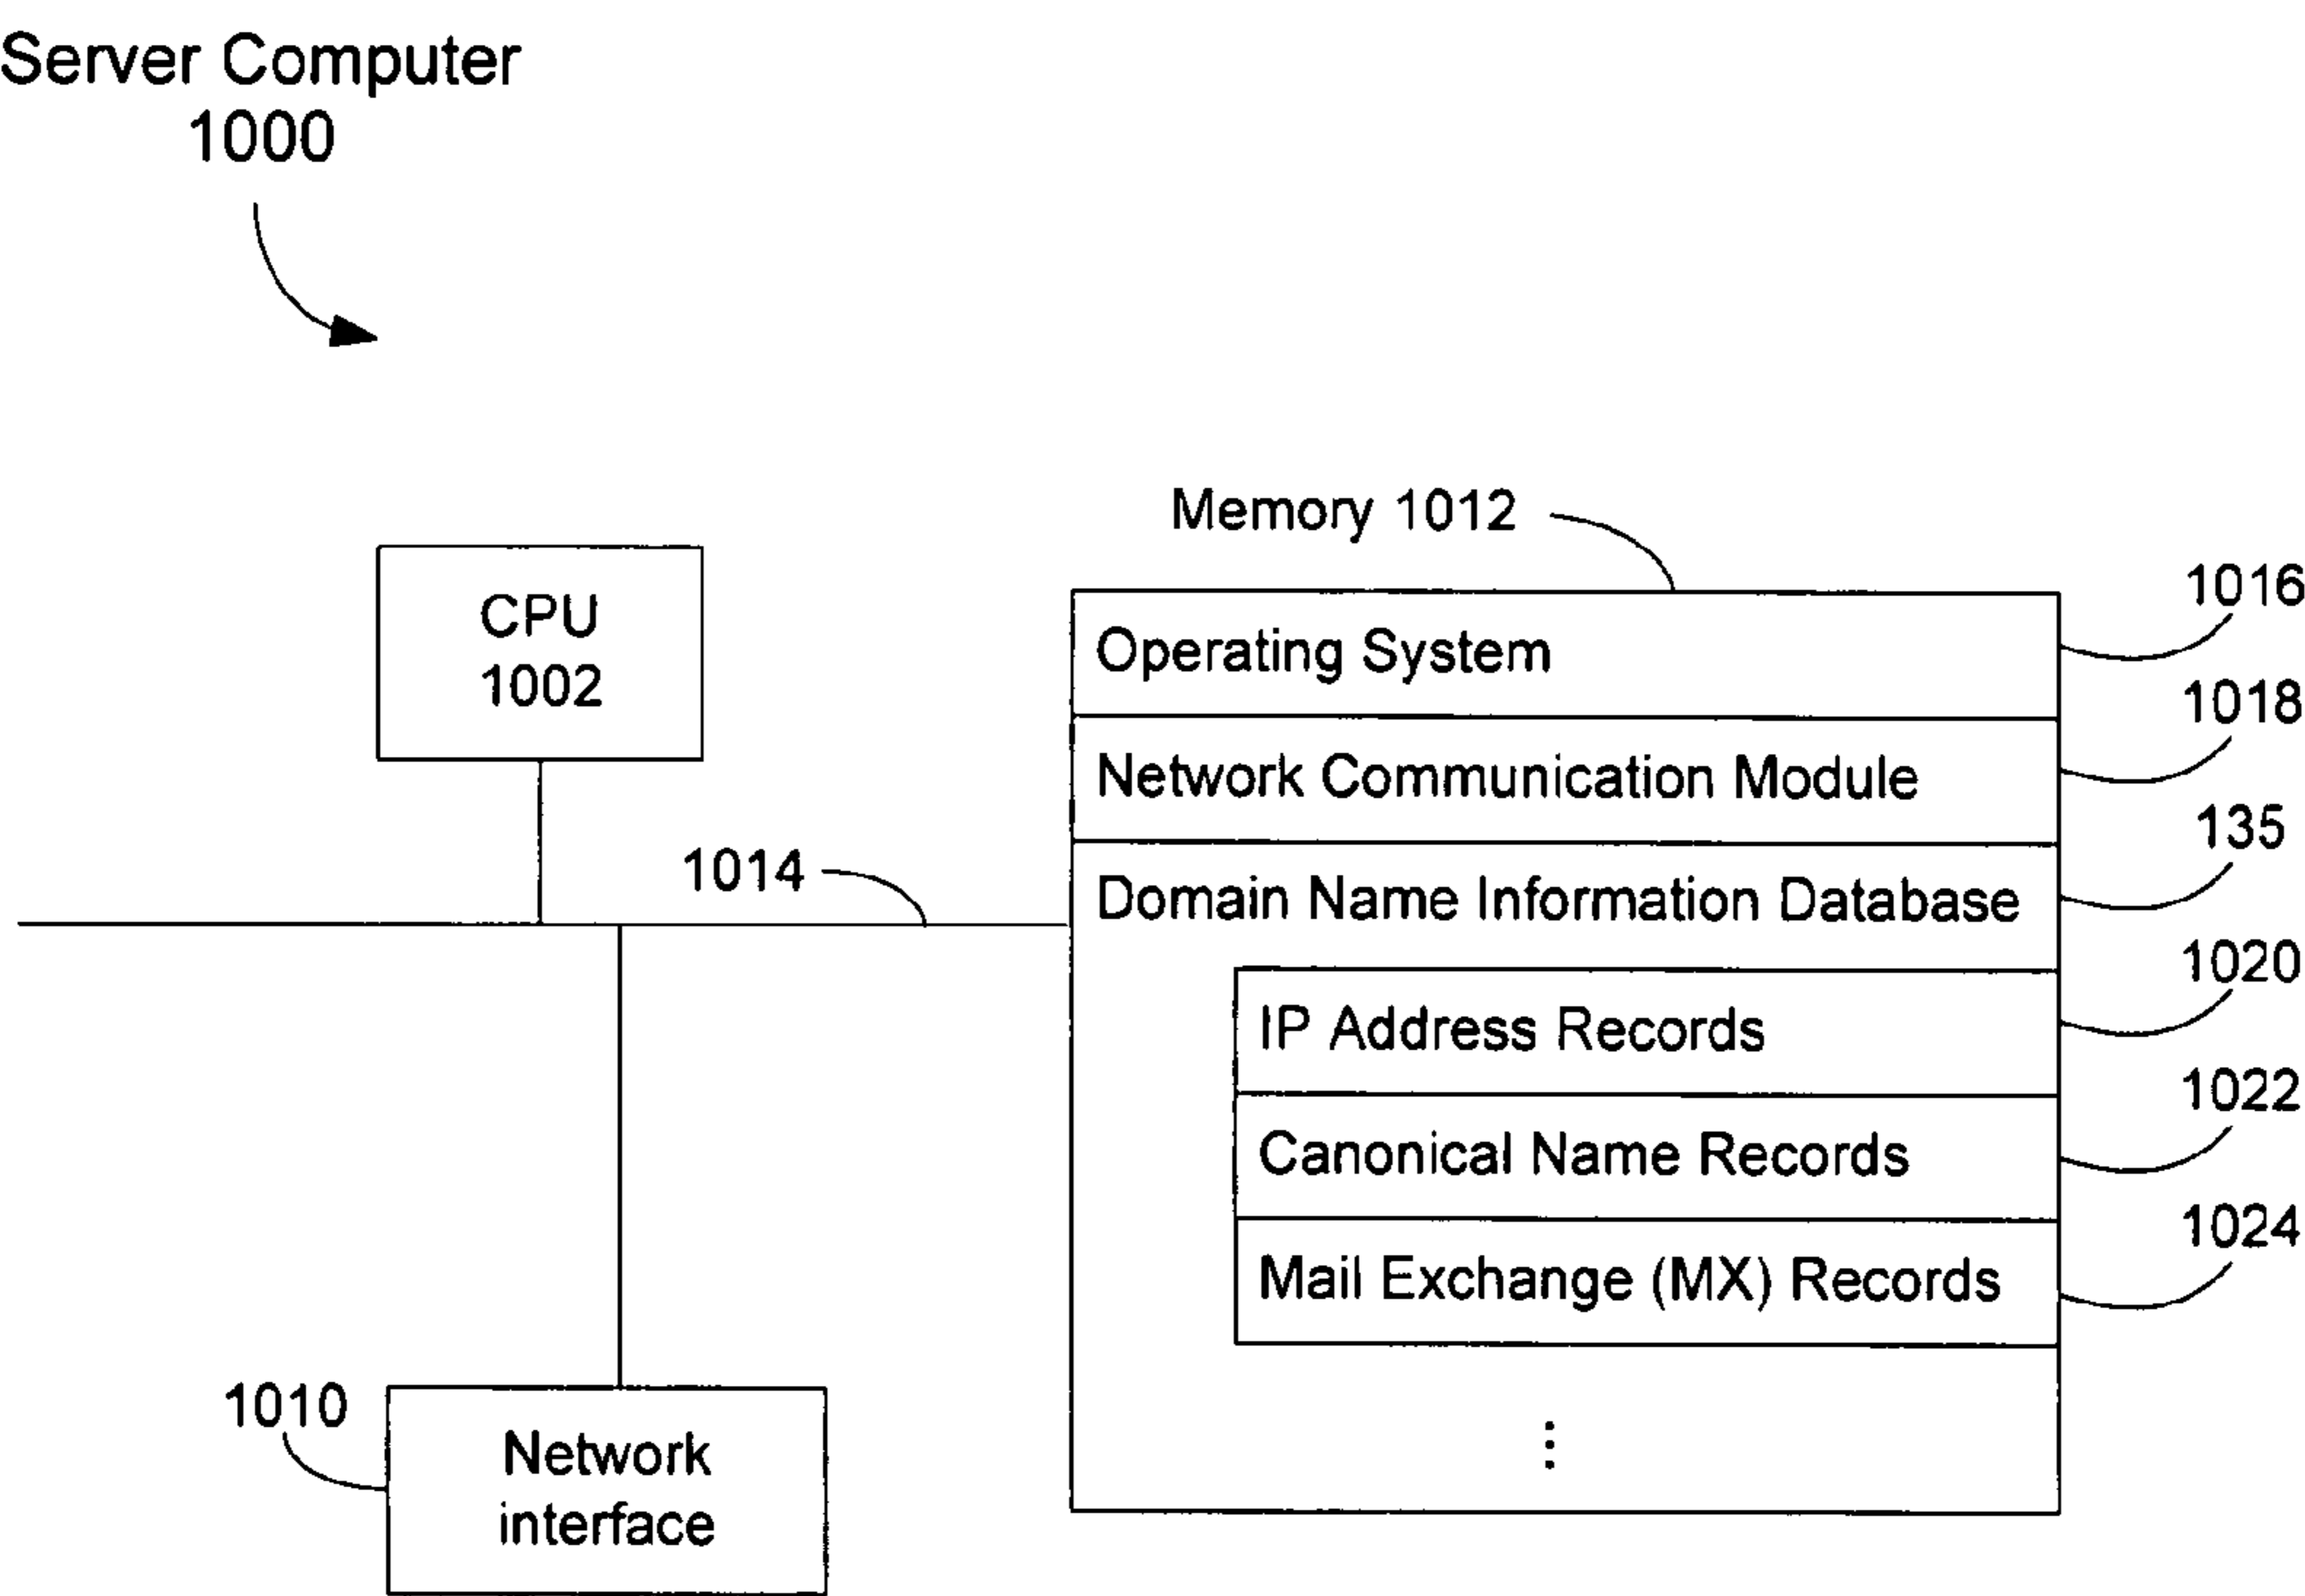 Server Computer
1000
Memory 1012
CPU
1002
Operating System
1016
Network Communication Module
1018
1014
Domain Name Information Database
135
IP Address Records
1020
Canonical Name Records
1022
Mail Exchange (MX) Records
1024
1010
Network
interface